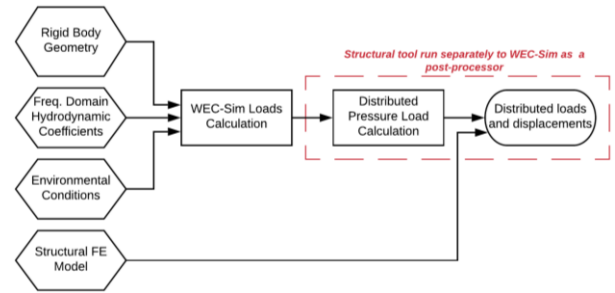 Rigid Body
Geometry
Structural tool run separately to WEC-Sim as a
post-processor
Freq. Domain
Hydrodynamic
Coefficients
WEC-Sim Loads
Calculation
Distributed
Pressure Load
Calculation
Distributed loads
and displacements
Environmental
Conditions
Structural FE
Model